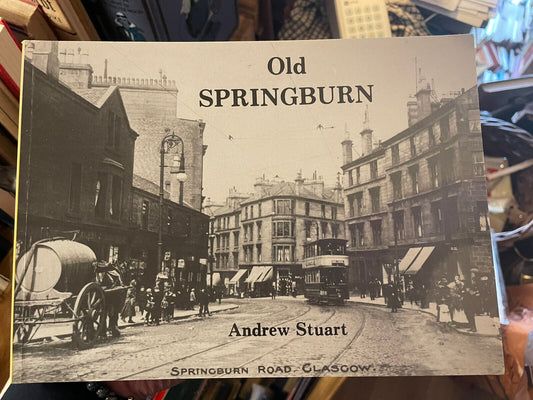 Old
SPRINGBURN
Andrew Stuart
SPRINGBURN ROAD. GLASGOW.